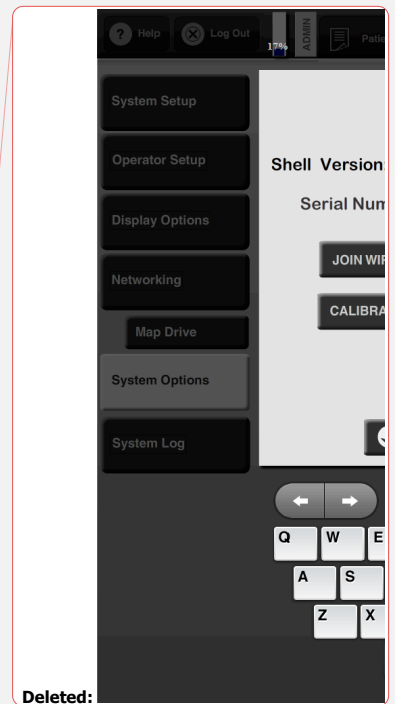 ? Help Log Out 17% ADMIN Patie
System Setup
Operator Setup
Shell Version:
Serial Num
Display Options
JOIN WIF
Networking
CALIBRA
Map Drive
System Options
System Log
Q W E
A S
Z X
Deleted: